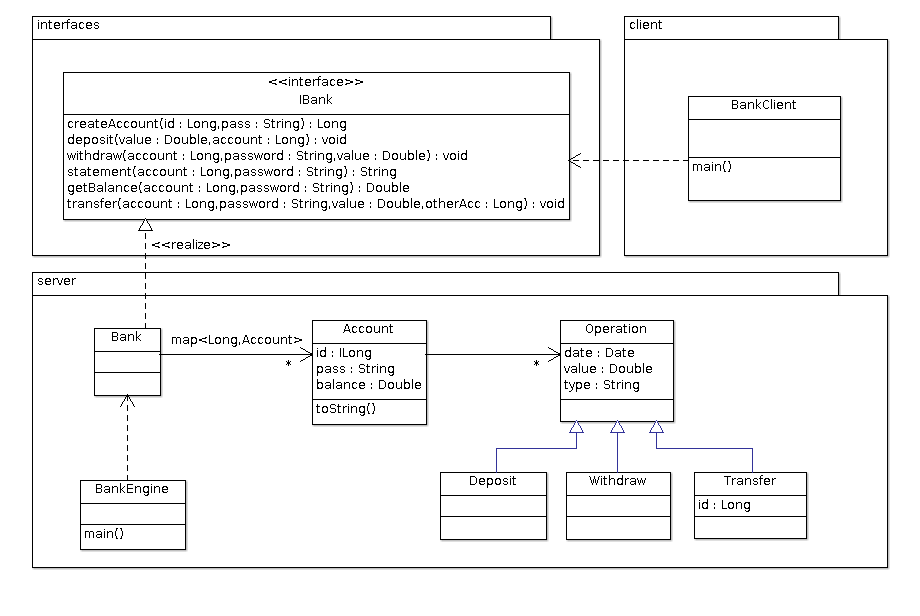 interfaces
client
<<interface>>
IBank
createAccount(id : Long,pass : String) : Long
deposit(value : Double,account : Long) : void
withdraw(account : Long,password : String,value : Double) : void
statement(account : Long,password : String) : String
getBalance(account : Long,password : String) : Double
transfer(account : Long,password : String,value : Double,otherAcc : Long) : void
BankClient
main()
<<realize>>
server
Bank
map<Long,Account>
*
Account
id : ILong
pass : String
balance : Double
toString()
*
Operation
date : Date
value : Double
type : String
BankEngine
main()
Deposit
Withdraw
Transfer
id : Long